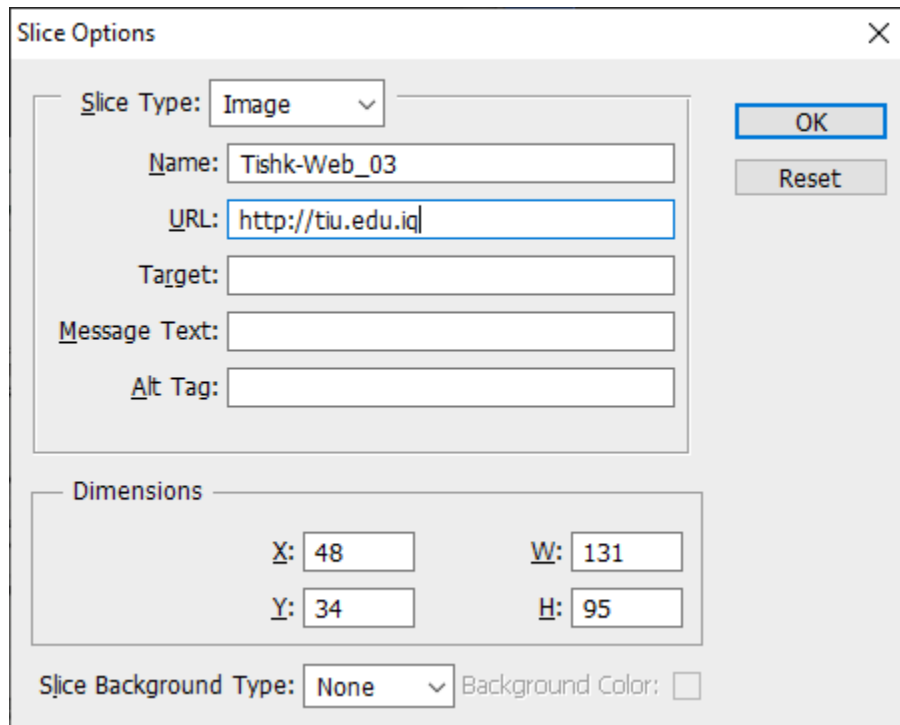 Slice Options
Slice Type: Image
Name: Tishk-Web_03
URL: http://tiu.edu.iq
Target:
Message Text:
Alt Tag:
OK
Reset
Dimensions
X: 48 W: 131
Y: 34 H: 95
Slice Background Type: None Background Color: